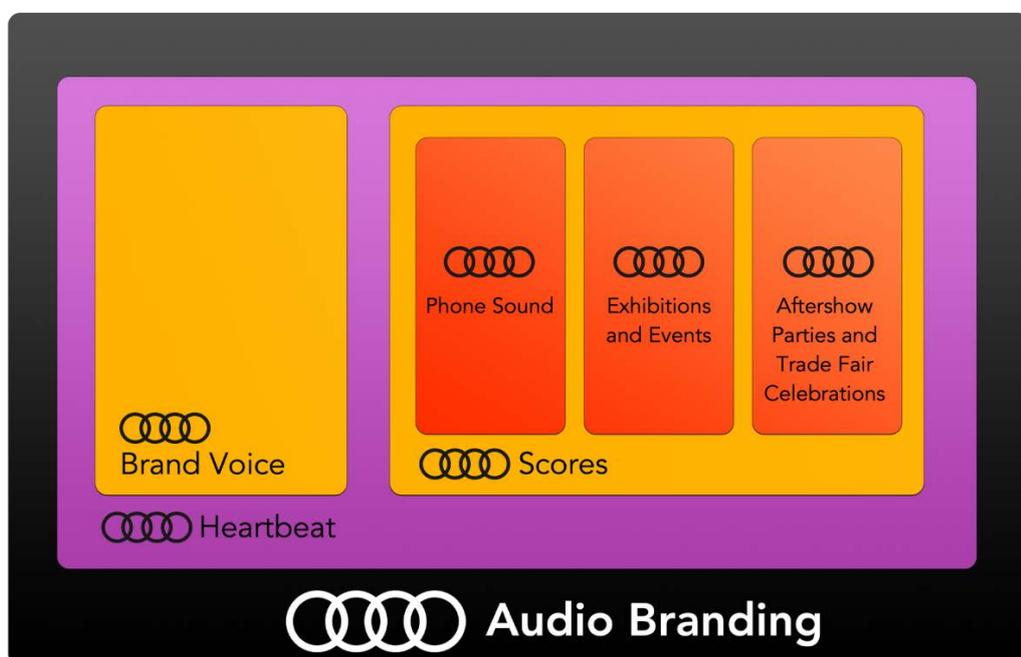 Phone Sound
Exhibitions
and Events
Aftershow
Parties and
Trade Fair
Celebrations
Brand Voice
Scores
Heartbeat
Audio Branding